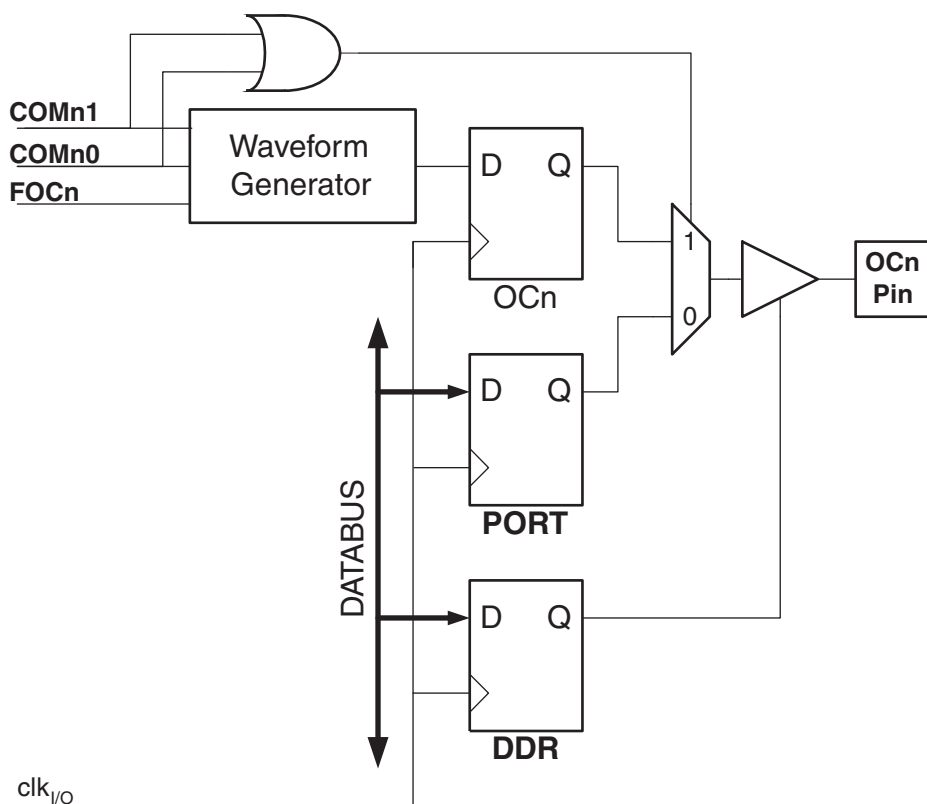 COMn1
COMn0
FOCn
Waveform
Generator
D Q
OCn
1
0
OCn
Pin
D Q
PORT
DATABUS
D Q
DDR
clkI/O